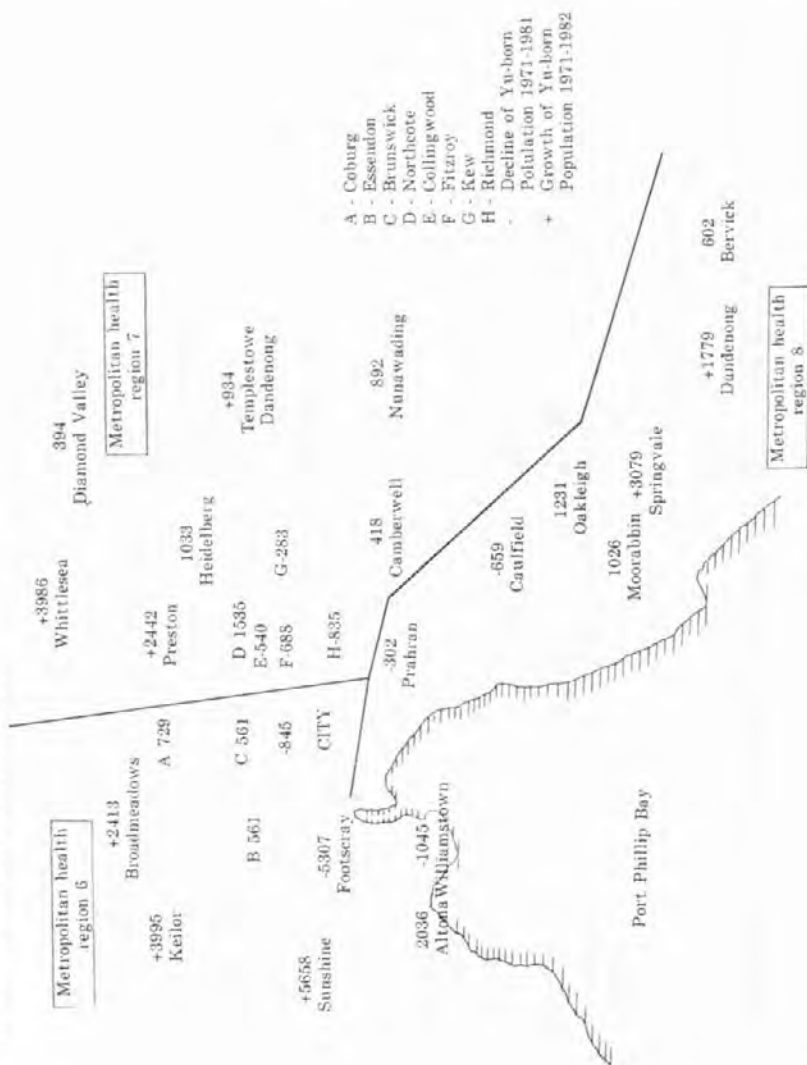 Metropolitan health
region 6
+2413
Broadmeadows
+3995
Keilor
A 729
B 561
C 561
+5658
Sunshine
-5307
Footscray
-845
CITY
2036
Altona
-1045
Williamstown
Port Phillip Bay
+3986
Whittlesea
394
Diamond Valley
Metropolitan health
region 7
+2442
Preston
1033
Heidelberg
D 1535
E-540
F-688
G-283
H-835
+934
Templestowe
Dandenong
418
Camberwell
892
Nunawading
-302
Prahran
-659
Caulfield
1231
Oakleigh
1026
Moorabbin
+3079
Springvale
+1779
Dandenong
602
Bervick
Metropolitan health
region 8
A - Coburg
B - Essendon
C - Brunswick
D - Northcote
E - Collingwood
F - Fitzroy
G - Kew
H - Richmond
- Decline of Yu-born
Polulation 1971-1981
+ Growth of Yu-born
Population 1971-1982